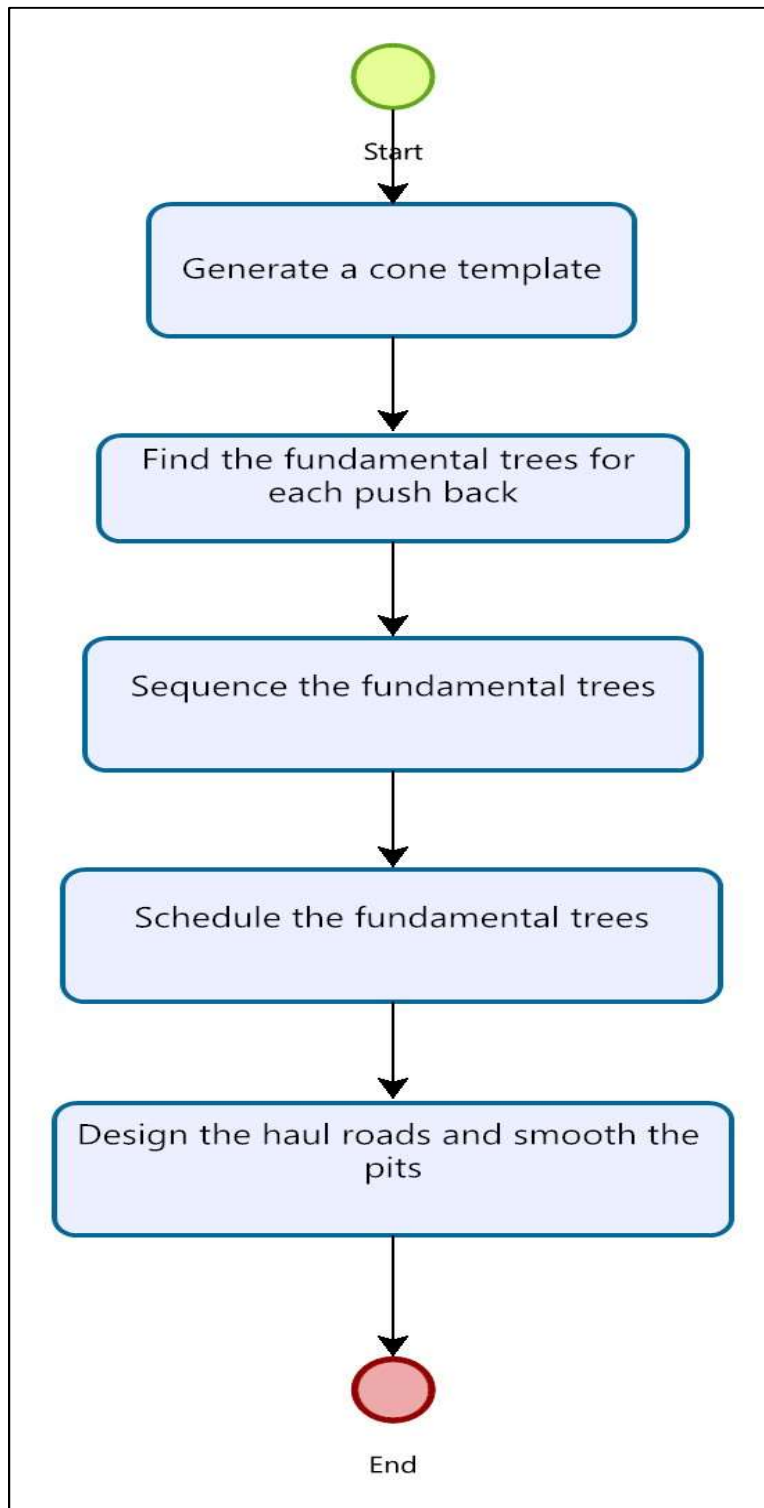 Start
Generate a cone template
Find the fundamental trees for
each push back
Sequence the fundamental trees
Schedule the fundamental trees
Design the haul roads and smooth the
pits
End